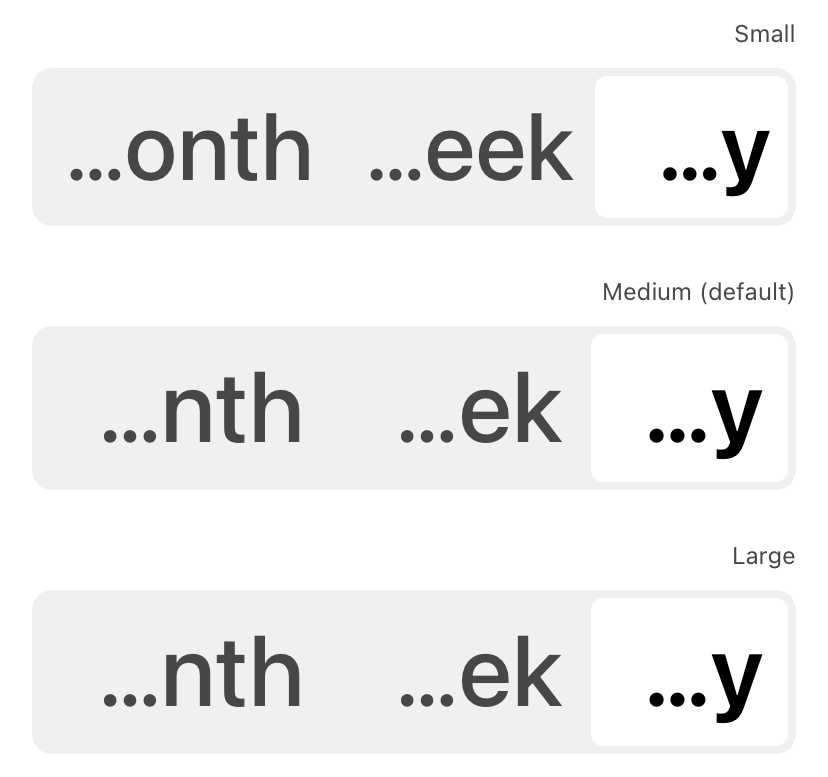 Small
...onth ...eek ...y
Medium (default)
...nth ...ek ...y
Large
...nth ...ek ...y